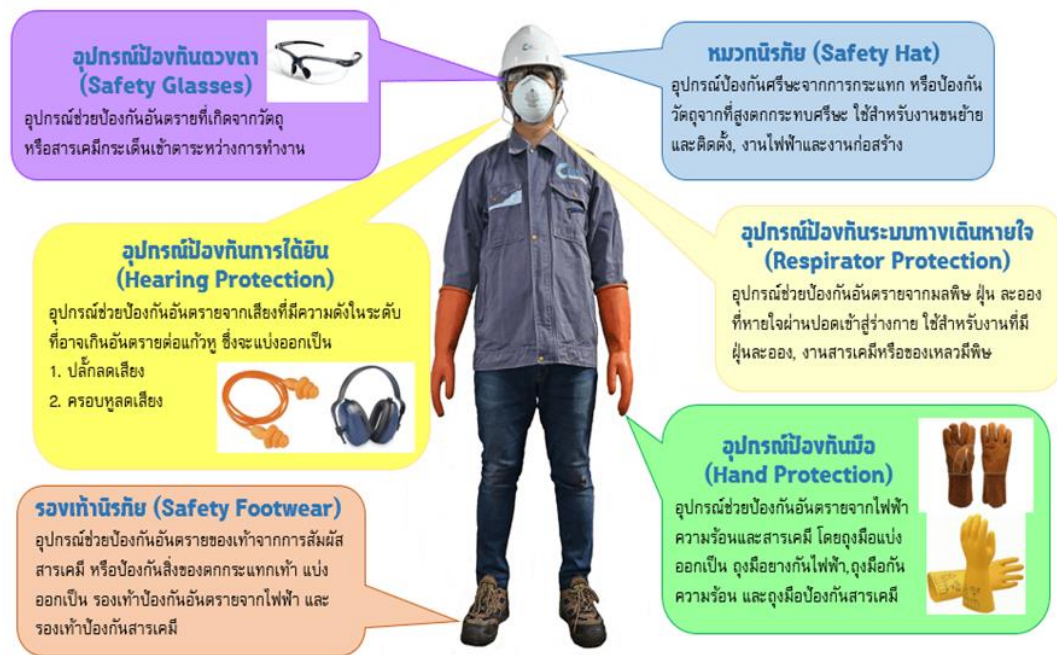 อุปกรณ์ป้องกันดวงตา
(Safety Glasses)
อุปกรณ์ช่วยป้องกันอันตรายที่เกิดจากวัตถุ
หรือสารเคมีกระเด็นเข้าตาระหว่างการทำงาน
หมวกนิรภัย (Safety Hat)
อุปกรณ์ป้องกันศรีษะจากการกระแทก หรือป้องกัน
วัตถุจากที่สูงตกกระทบศรีษะ ใช้สำหรับงานขนย้าย
และติดตั้ง, งานไฟฟ้าและงานก่อสร้าง
อุปกรณ์ป้องกันการได้ยิน
(Hearing Protection)
อุปกรณ์ช่วยป้องกันอันตรายจากเสียงที่มีความดังในระดับ
ที่อาจเกินอันตรายต่อแก้วหู ซึ่งจะแบ่งออกเป็น
1. ปลั๊กลดเสียง
2. ครอบหูลดเสียง
อุปกรณ์ป้องกันระบบทางเดินหายใจ
(Respirator Protection)
อุปกรณ์ช่วยป้องกันอันตรายจากมลพิษ ฝุ่น ละออง
ที่หายใจผ่านปอดเข้าสู่ร่างกาย ใช้สำหรับงานที่มี
ฝุ่นละออง, งานสารเคมีหรือของเหลวมีพิษ
อุปกรณ์ป้องกันมือ
(Hand Protection)
อุปกรณ์ช่วยป้องกันอันตรายจากไฟฟ้า
ความร้อนและสารเคมี โดยถุงมือแบ่ง
ออกเป็น ถุงมือยางกันไฟฟ้า,ถุงมือกัน
ความร้อน และถุงมือป้องกันสารเคมี
รองเท้านิรภัย (Safety Footwear)
อุปกรณ์ช่วยป้องกันอันตรายของเท้าจากการสัมผัส
สารเคมี หรือป้องกันสิ่งของตกกระแทกเท้า แบ่ง
ออกเป็น รองเท้าป้องกันอันตรายจากไฟฟ้า และ
รองเท้าป้องกันสารเคมี